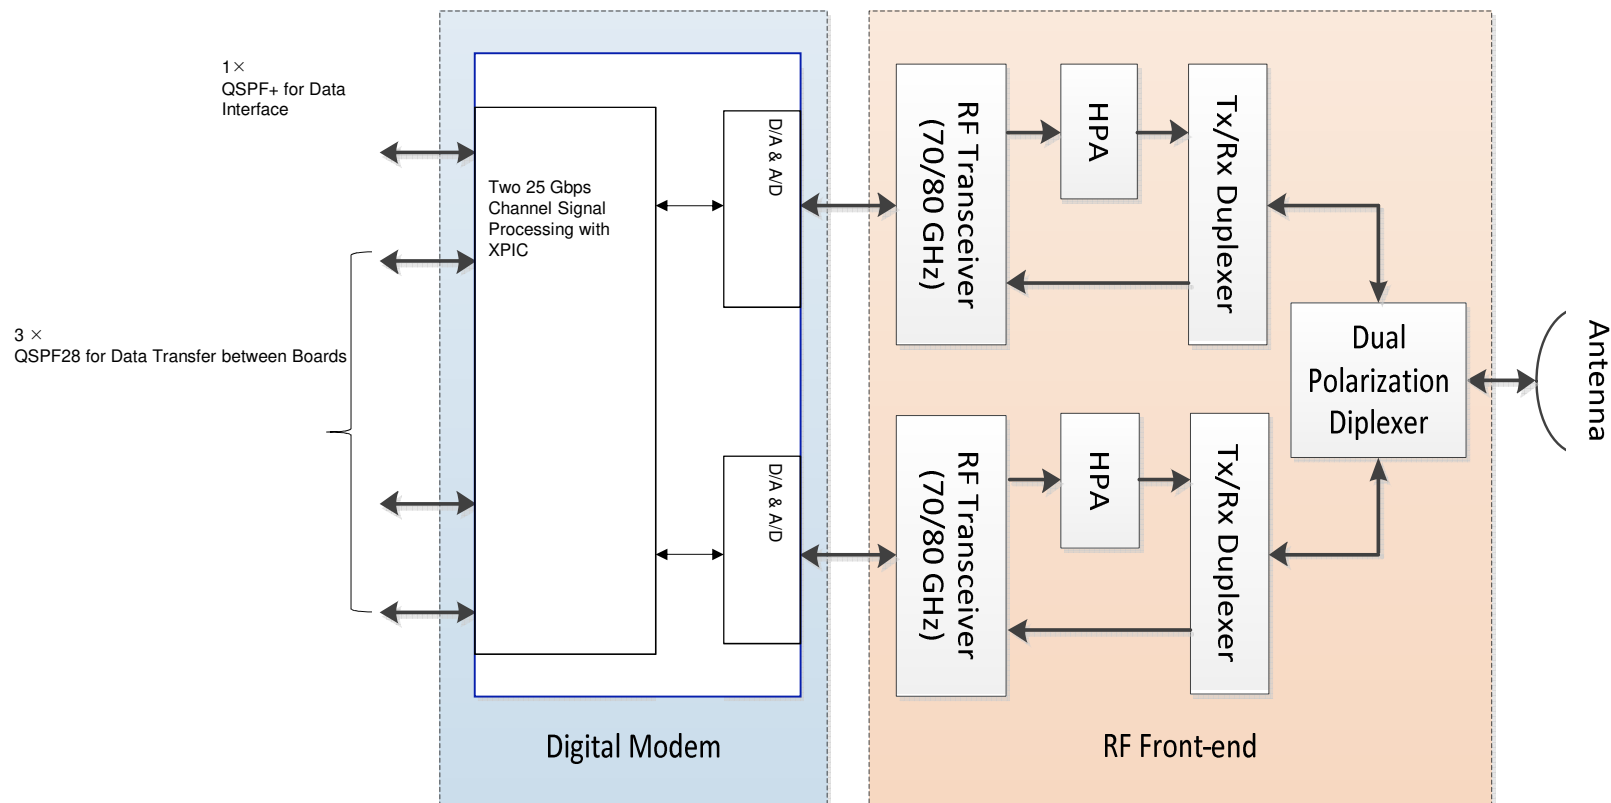 1×
QSPF+ for Data
Interface
3 ×
QSPF28 for Data Transfer between Boards
Two 25 Gbps
Channel Signal
Processing with
XPIC
D/A & A/D
D/A & A/D
Digital Modem
RF Transceiver
(70/80 GHz)
HPA
Tx/Rx Duplexer
RF Transceiver
(70/80 GHz)
HPA
Tx/Rx Duplexer
Dual
Polarization
Diplexer
RF Front-end
Antenna